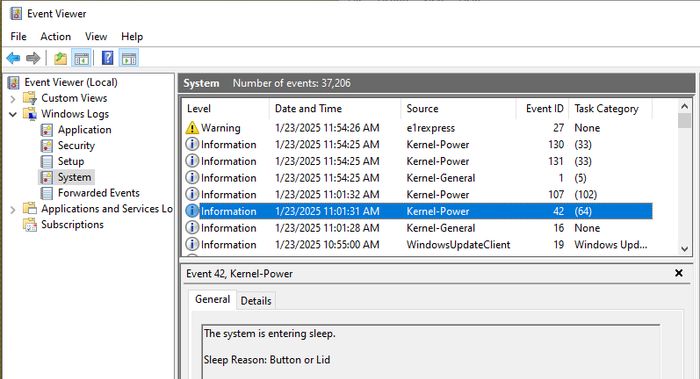 Event Viewer
File Action View Help
Event Viewer (Local)
Custom Views
Windows Logs
Application
Security
Setup
System
Forwarded Events
Applications and Services Lo
Subscriptions
System Number of events: 37,206
Level Date and Time Source Event ID Task Category
Warning 1/23/2025 11:54:26 AM e1rexpress 27 None
Information 1/23/2025 11:54:25 AM Kernel-Power 130 (33)
Information 1/23/2025 11:54:25 AM Kernel-Power 131 (33)
Information 1/23/2025 11:54:25 AM Kernel-General 1 (5)
Information 1/23/2025 11:01:32 AM Kernel-Power 107 (102)
Information 1/23/2025 11:01:31 AM Kernel-Power 42 (64)
Information 1/23/2025 11:01:28 AM Kernel-General 16 None
Information 1/23/2025 10:55:00 AM WindowsUpdateClient 19 Windows Upd...
Event 42, Kernel-Power
General Details
The system is entering sleep.
Sleep Reason: Button or Lid